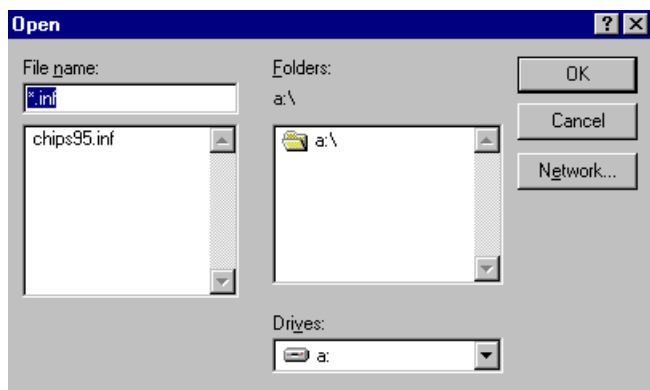 Open
File name:
*.inf
chips95.inf
Folders:
a:\
a:\
Drives:
a:
OK
Cancel
Network...